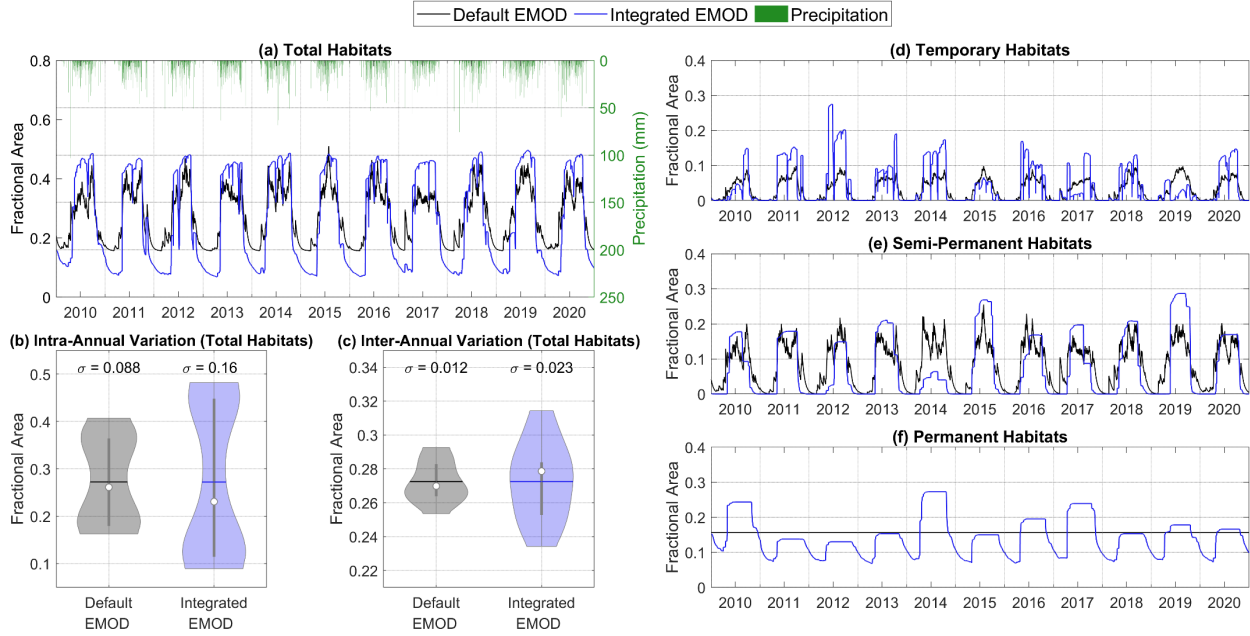 Default EMOD Integrated EMOD Precipitation
(a) Total Habitats
Fractional Area
0.8
0.6
0.4
0.2
0
0
50
100
150
200
250
Precipitation (mm)
2010 2011 2012 2013 2014 2015 2016 2017 2018 2019 2020
(b) Intra-Annual Variation (Total Habitats)
Fractional Area
0.5
0.4
0.3
0.2
0.1
σ = 0.088 σ = 0.16
Default EMOD
Integrated EMOD
(c) Inter-Annual Variation (Total Habitats)
Fractional Area
0.34
0.32
0.3
0.28
0.26
0.24
0.22
σ = 0.012 σ = 0.023
Default EMOD
Integrated EMOD
(d) Temporary Habitats
Fractional Area
0.4
0.3
0.2
0.1
0
2010 2011 2012 2013 2014 2015 2016 2017 2018 2019 2020
(e) Semi-Permanent Habitats
Fractional Area
0.4
0.3
0.2
0.1
0
2010 2011 2012 2013 2014 2015 2016 2017 2018 2019 2020
(f) Permanent Habitats
Fractional Area
0.4
0.3
0.2
0.1
0
2010 2011 2012 2013 2014 2015 2016 2017 2018 2019 2020